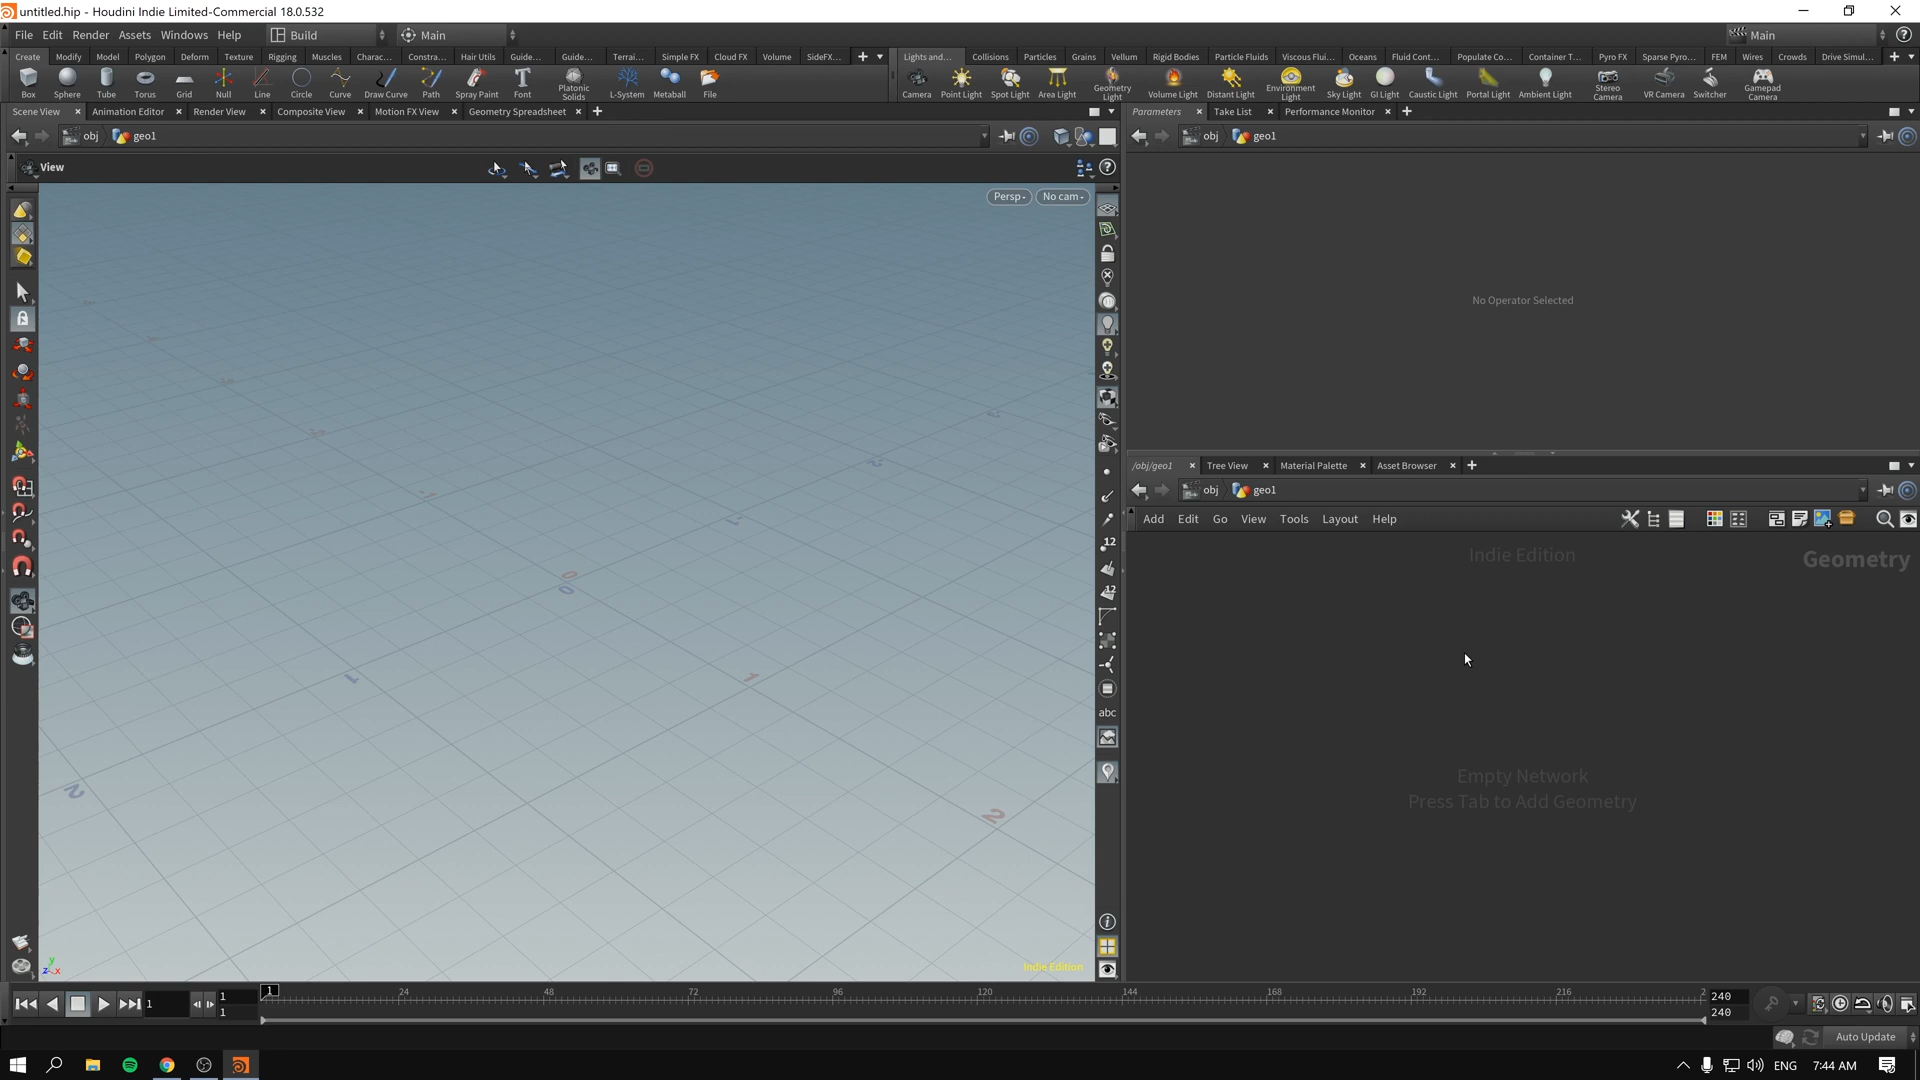 untitled.hip - Houdini Indie Limited-Commercial 18.0.532
File Edit Render Assets Windows Help Build Main Main
Create Modify Model Polygon Deform Texture Rigging Muscles Charac... Constra... Hair Utils Guide... Guide... Terrai... Simple FX Cloud FX Volume SideFX... Lights and... Collisions Particles Grains Vellum Rigid Bodies Particle Fluids Viscous Flui... Oceans Fluid Cont... Populate Co... Container T... Pyro FX Sparse Pyro... FEM Wires Crowds Drive Simul...
Box Sphere Tube Torus Grid Null Line Circle Curve Draw Curve Path Spray Paint Font Platonic Solids L-System Metaball File Camera Point Light Spot Light Area Light Geometry Light Volume Light Distant Light Environment Light Sky Light GI Light Caustic Light Portal Light Ambient Light Stereo Camera VR Camera Switcher Gamepad Camera
Scene View Animation Editor Render View Composite View Motion FX View Geometry Spreadsheet Parameters Take List Performance Monitor
obj geo1 obj geo1
View
Persp No cam
No Operator Selected
/obj/geo1 Tree View Material Palette Asset Browser
obj geo1
Add Edit Go View Tools Layout Help
12
12
abc
Indie Edition Geometry
Empty Network
Press Tab to Add Geometry
0
0
1
1
2
2
Indie Edition
y
z x
1 1 1 24 48 72 96 120 144 168 192 216 2 240
1 240
Auto Update
ENG 7:44 AM